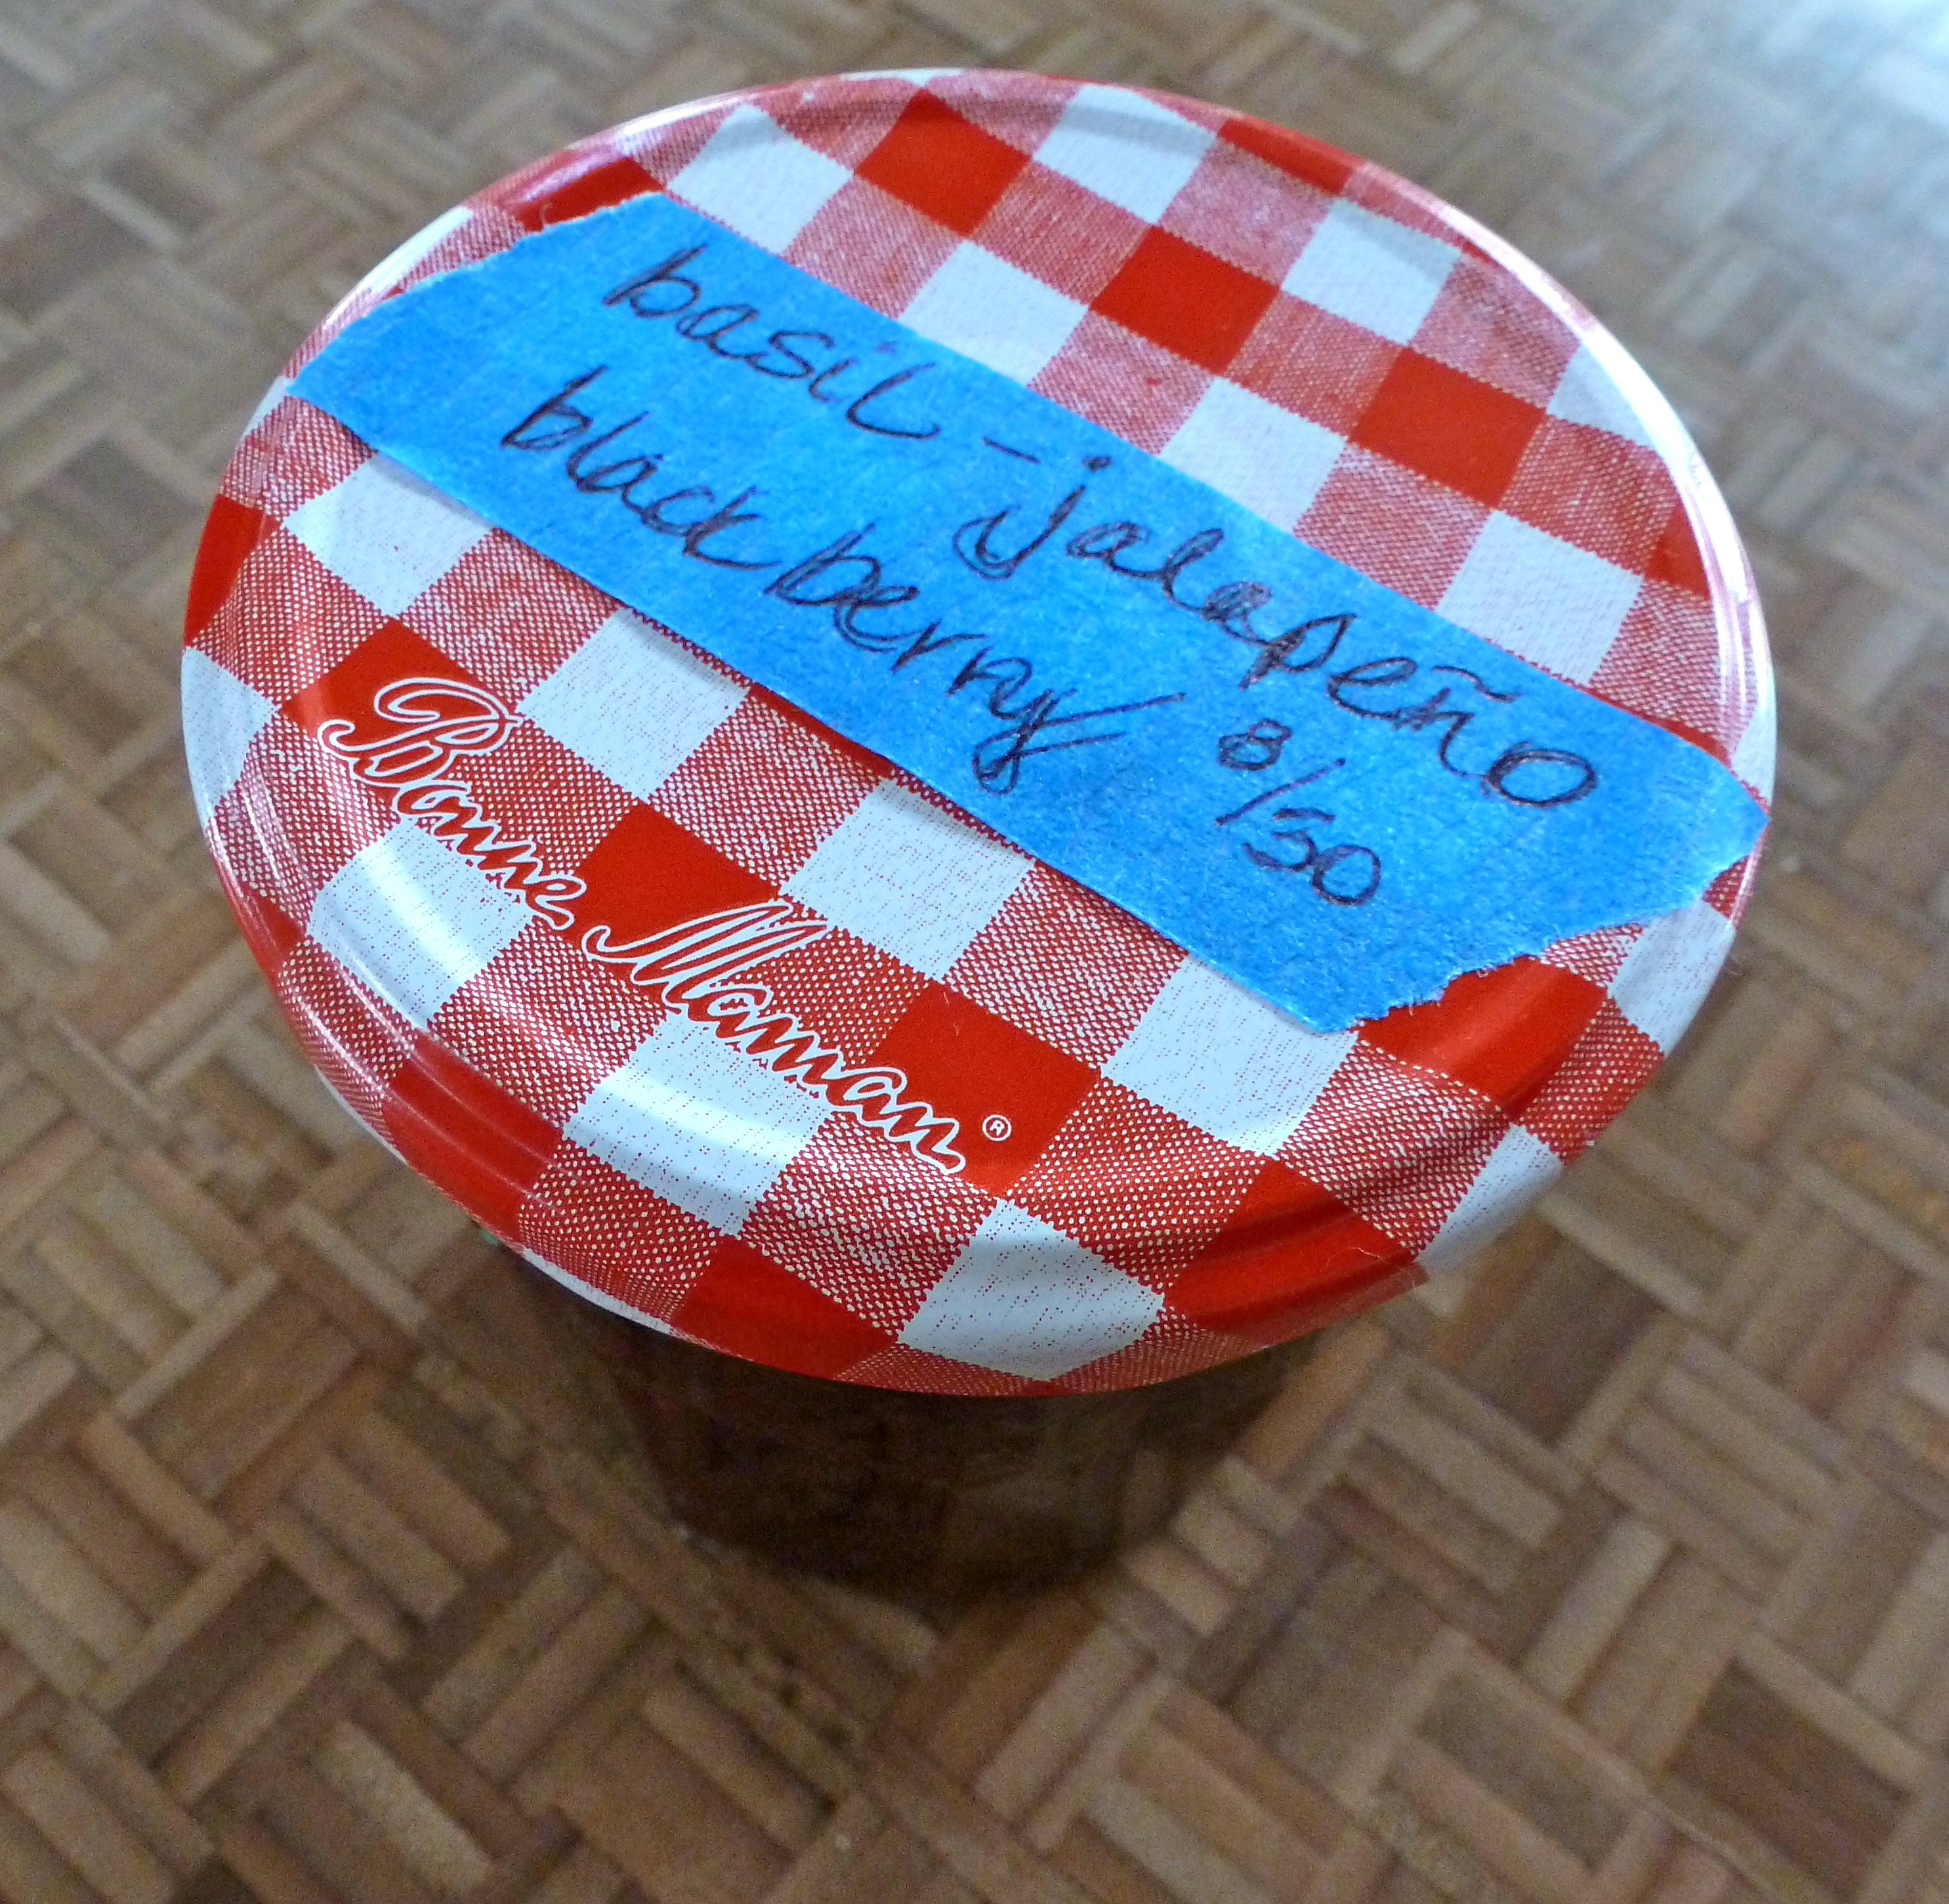 basil-jalapeño
blackberry/ 8/30
Bonne Maman®